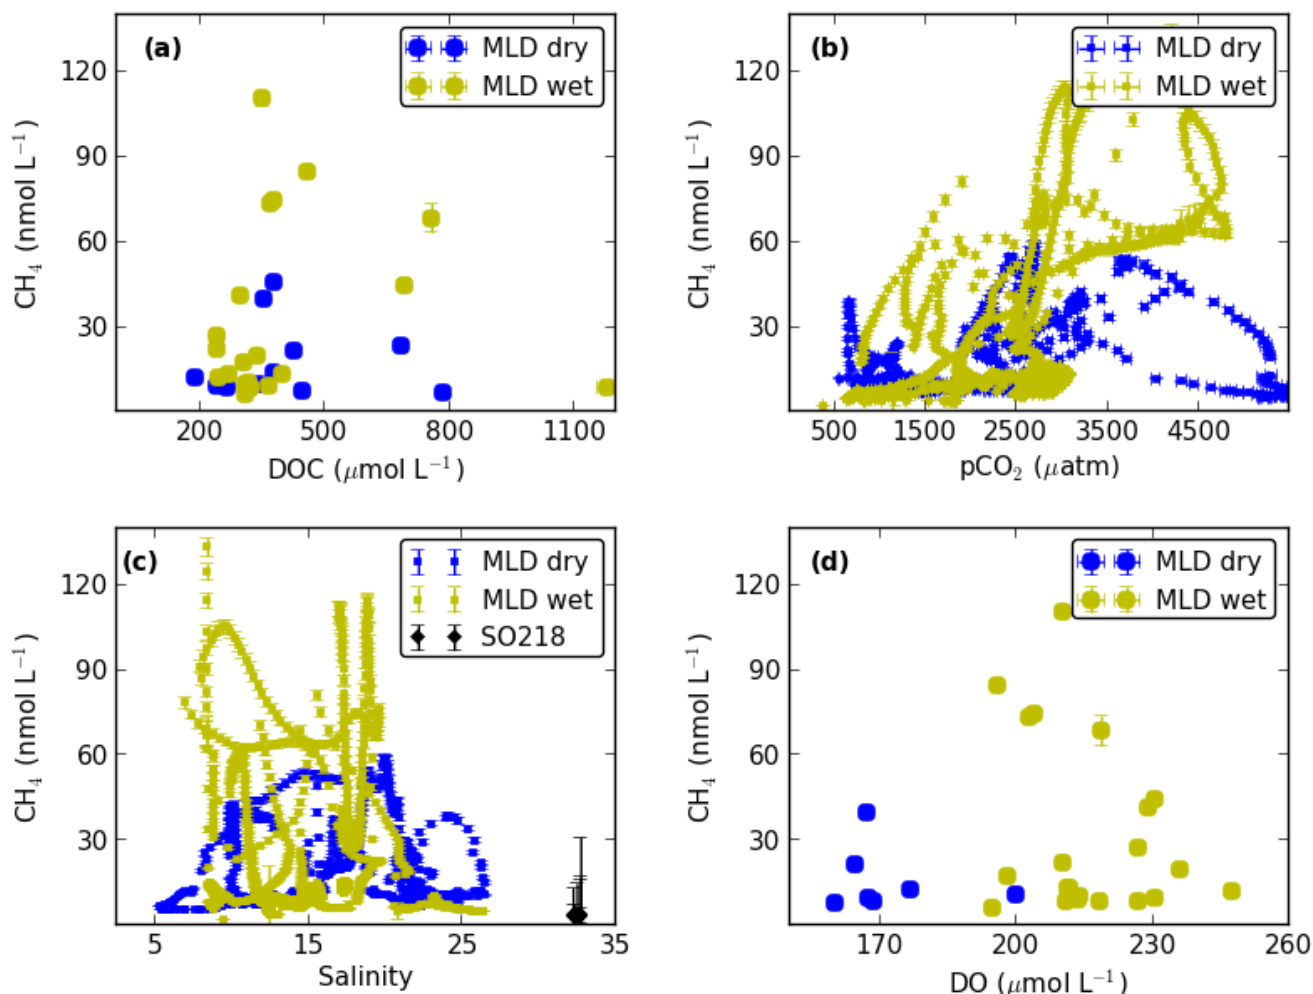 (a)
MLD dry
MLD wet
120
90
60
30
CH₄ (nmol L⁻¹)
200 500 800 1100
DOC (μmol L⁻¹)
(b)
MLD dry
MLD wet
120
90
60
30
CH₄ (nmol L⁻¹)
500 1500 2500 3500 4500
pCO₂ (μatm)
(c)
MLD dry
MLD wet
SO218
120
90
60
30
CH₄ (nmol L⁻¹)
5 15 25 35
Salinity
(d)
MLD dry
MLD wet
120
90
60
30
CH₄ (nmol L⁻¹)
170 200 230 260
DO (μmol L⁻¹)